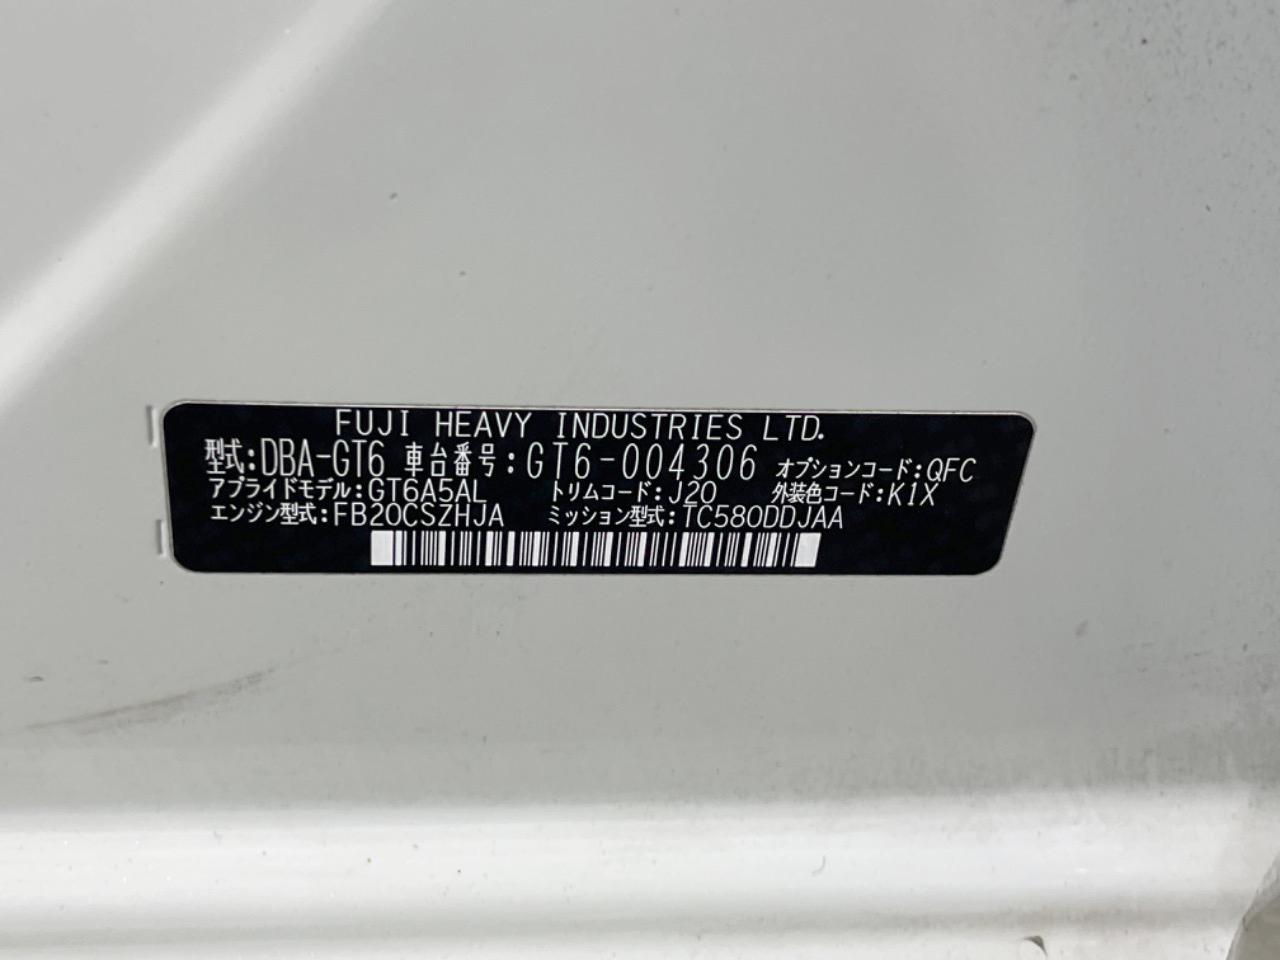 FUJI HEAVY INDUSTRIES LTD.
型式:DBA-GT6 車台番号:GT6-004306 オプションコード:QFC
アプライドモデル:GT6A5AL トリムコード:J20 外装色コード:K1X
エンジン型式:FB20CSZHJA ミッション型式:TC580DDJAA